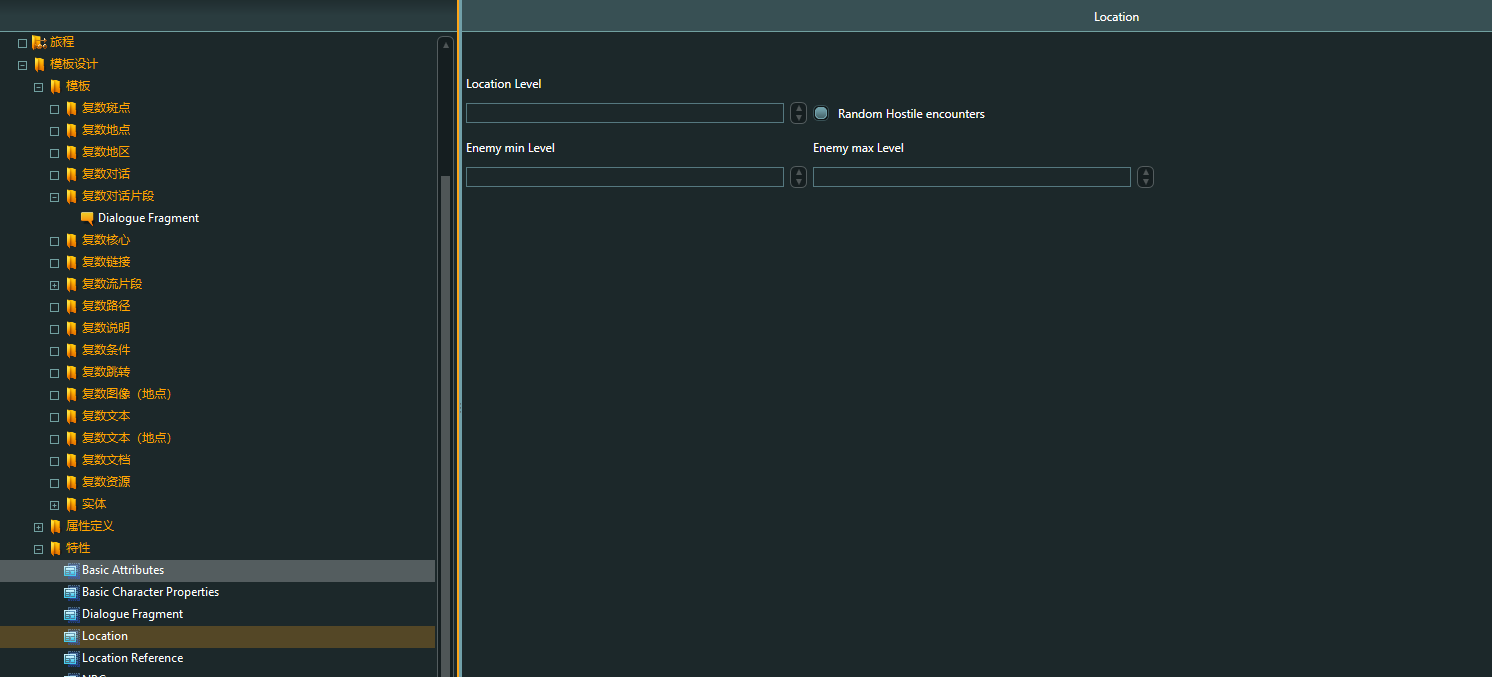 Location
旅程
模板设计
模板
复数斑点
复数地点
复数地区
复数对话
复数对话片段
Dialogue Fragment
复数核心
复数链接
复数流片段
复数路径
复数说明
复数条件
复数跳转
复数图像（地点）
复数文本
复数文本（地点）
复数文档
复数资源
实体
属性定义
特性
Basic Attributes
Basic Character Properties
Dialogue Fragment
Location
Location Reference
Location Level
Random Hostile encounters
Enemy min Level
Enemy max Level